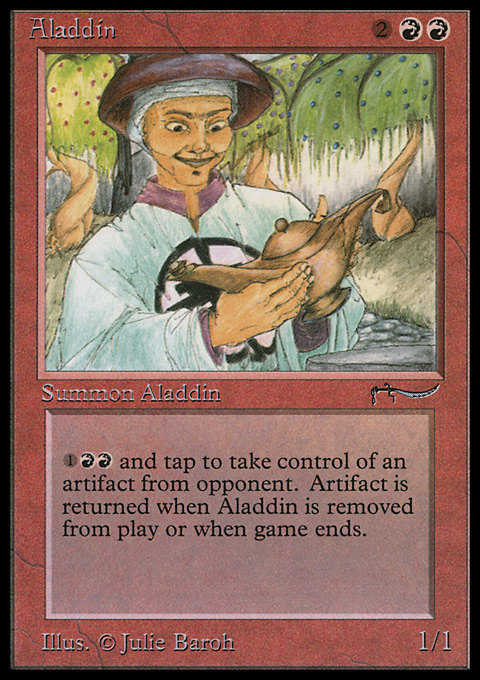 Aladdin 2
Summon Aladdin
1 and tap to take control of an
artifact from opponent. Artifact is
returned when Aladdin is removed
from play or when game ends.
Illus. © Julie Baroh 1/1